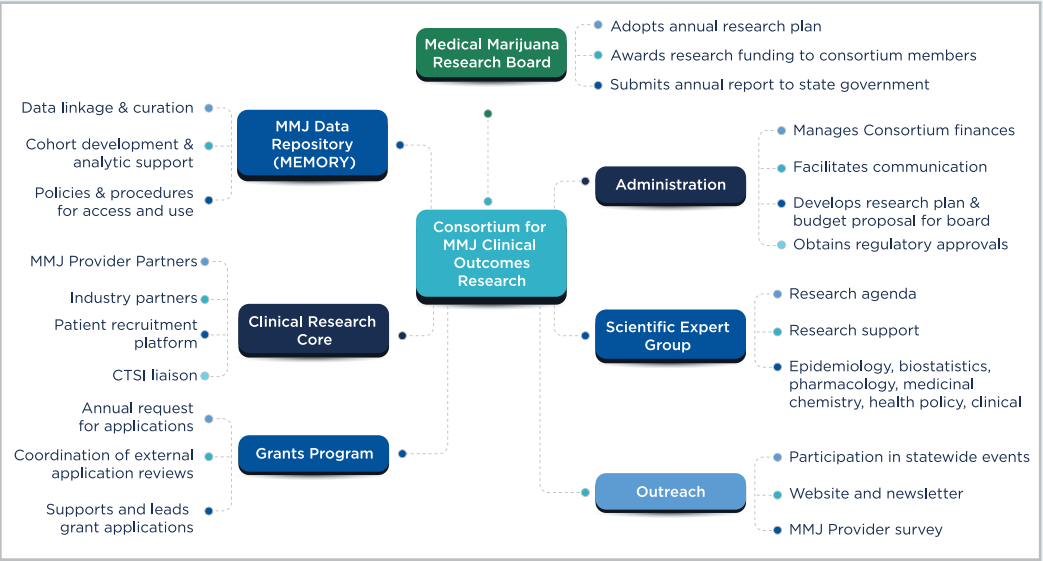 Medical Marijuana
Research Board
Adopts annual research plan
Awards research funding to consortium members
Submits annual report to state government
Data linkage & curation
Cohort development &
analytic support
Policies & procedures
for access and use
MMJ Data
Repository
(MEMORY)
Administration
Manages Consortium finances
Facilitates communication
Develops research plan &
budget proposal for board
Obtains regulatory approvals
Consortium for
MMJ Clinical
Outcomes
Research
MMJ Provider Partners
Industry partners
Patient recruitment
platform
CTSI liaison
Clinical Research
Core
Scientific Expert
Group
Research agenda
Research support
Epidemiology, biostatistics,
pharmacology, medicinal
chemistry, health policy, clinical
Annual request
for applications
Coordination of external
application reviews
Supports and leads
grant applications
Grants Program
Outreach
Participation in statewide events
Website and newsletter
MMJ Provider survey